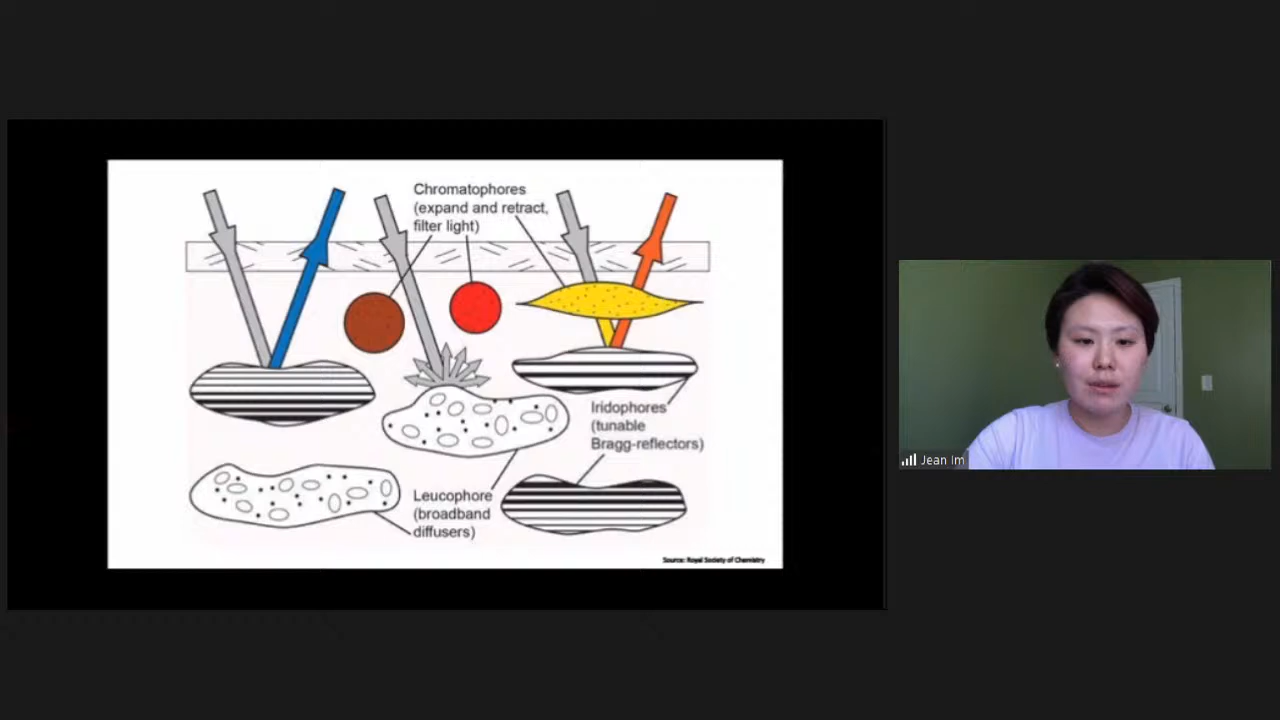 Chromatophores
(expand and retract,
filter light)
Iridophores
(tunable
Bragg-reflectors)
Leucophore
(broadband
diffusers)
Source: Royal Society of Chemistry
Jean Im